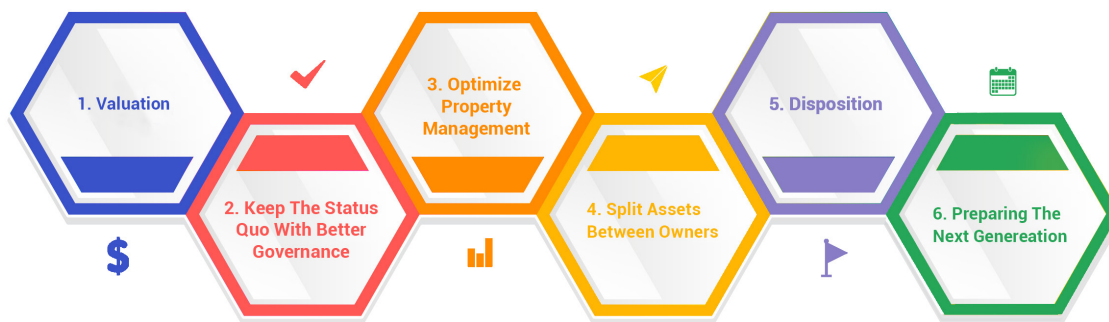 1. Valuation
2. Keep The Status
Quo With Better
Governance
3. Optimize
Property
Management
4. Split Assets
Between Owners
5. Disposition
6. Preparing The
Next Genereation